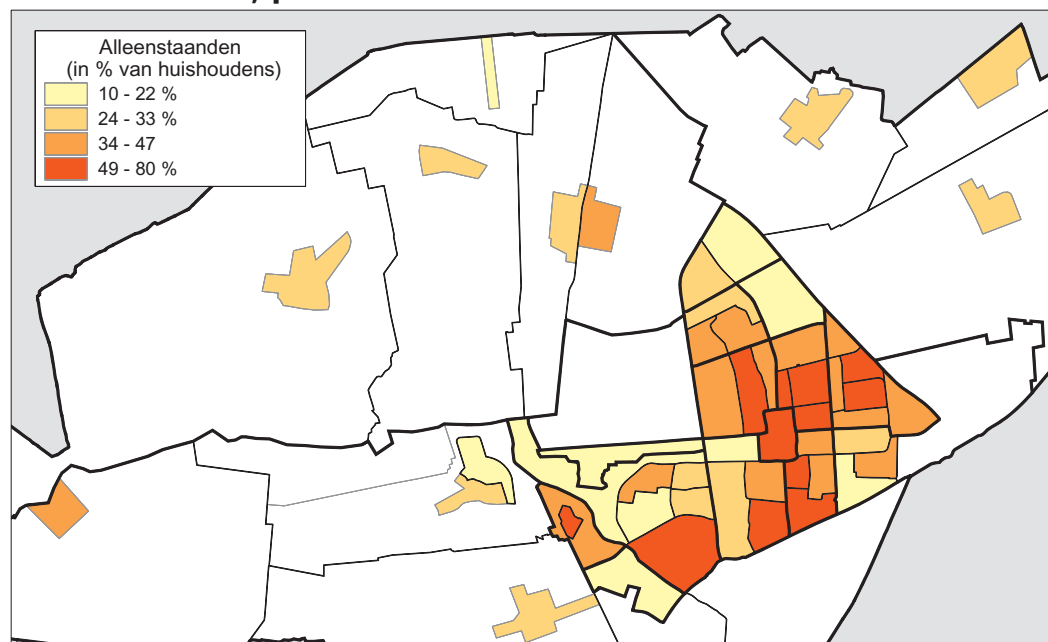 Alleenstaanden
(in % van huishoudens)
10 - 22 %
24 - 33 %
34 - 47
49 - 80 %